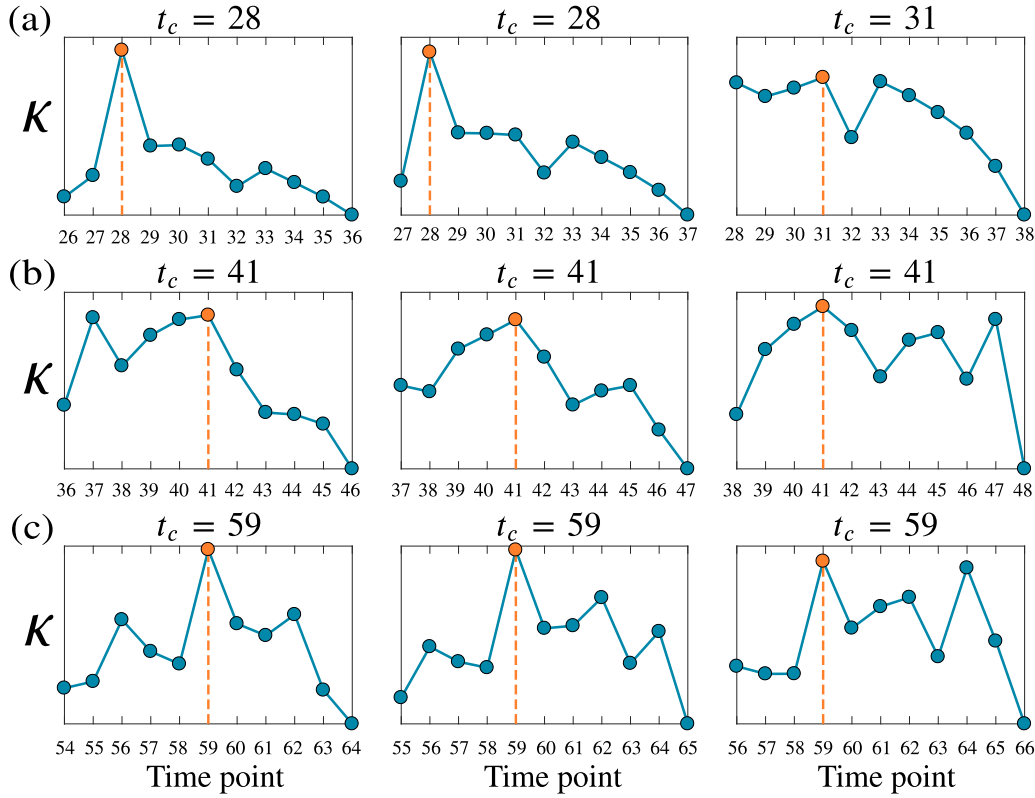 (a) t_c = 28 t_c = 28 t_c = 31
κ
26 27 28 29 30 31 32 33 34 35 36 27 28 29 30 31 32 33 34 35 36 37 28 29 30 31 32 33 34 35 36 37 38
(b) t_c = 41 t_c = 41 t_c = 41
κ
36 37 38 39 40 41 42 43 44 45 46 37 38 39 40 41 42 43 44 45 46 47 38 39 40 41 42 43 44 45 46 47 48
(c) t_c = 59 t_c = 59 t_c = 59
κ
54 55 56 57 58 59 60 61 62 63 64 55 56 57 58 59 60 61 62 63 64 65 56 57 58 59 60 61 62 63 64 65 66
Time point Time point Time point